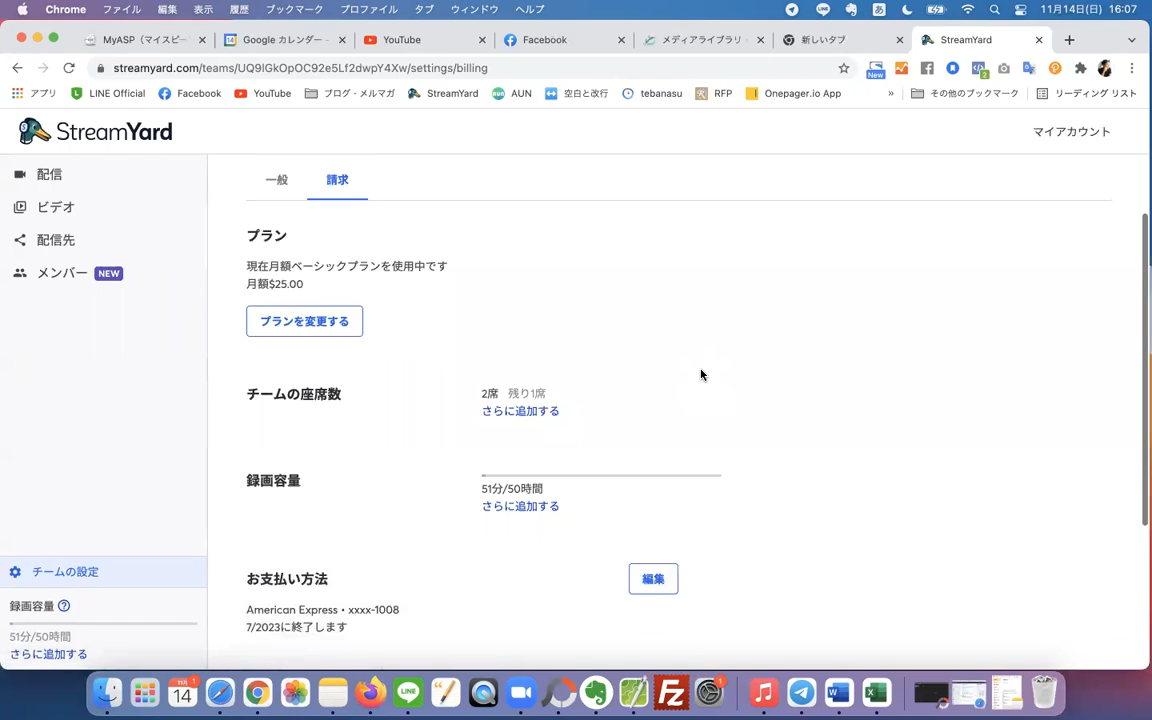 Chrome ファイル 編集 表示 履歴 ブックマーク プロファイル タブ ウィンドウ ヘルプ あ 11月14日(日) 16:07
MyASP（マイスピー Google カレンダー - YouTube Facebook メディアライブラリ 新しいタブ StreamYard
streamyard.com/teams/UQ9lGkOpOC92e5Lf2dwpY4Xw/settings/billing New 2
アプリ LINE Official Facebook YouTube ブログ・メルマガ StreamYard AUN 空白と改行 tebanasu RFP Onepager.io App » その他のブックマーク リーディング リスト
StreamYard マイアカウント
配信
ビデオ
配信先
メンバー NEW
一般 請求
プラン
現在月額ベーシックプランを使用中です
月額$25.00
プランを変更する
チームの座席数 2席 残り1席
さらに追加する
録画容量
51分/50時間
さらに追加する
お支払い方法 編集
American Express • xxxx-1008
7/2023に終了します
チームの設定
録画容量
51分/50時間
さらに追加する
14 1 LINE Fz 1 W X